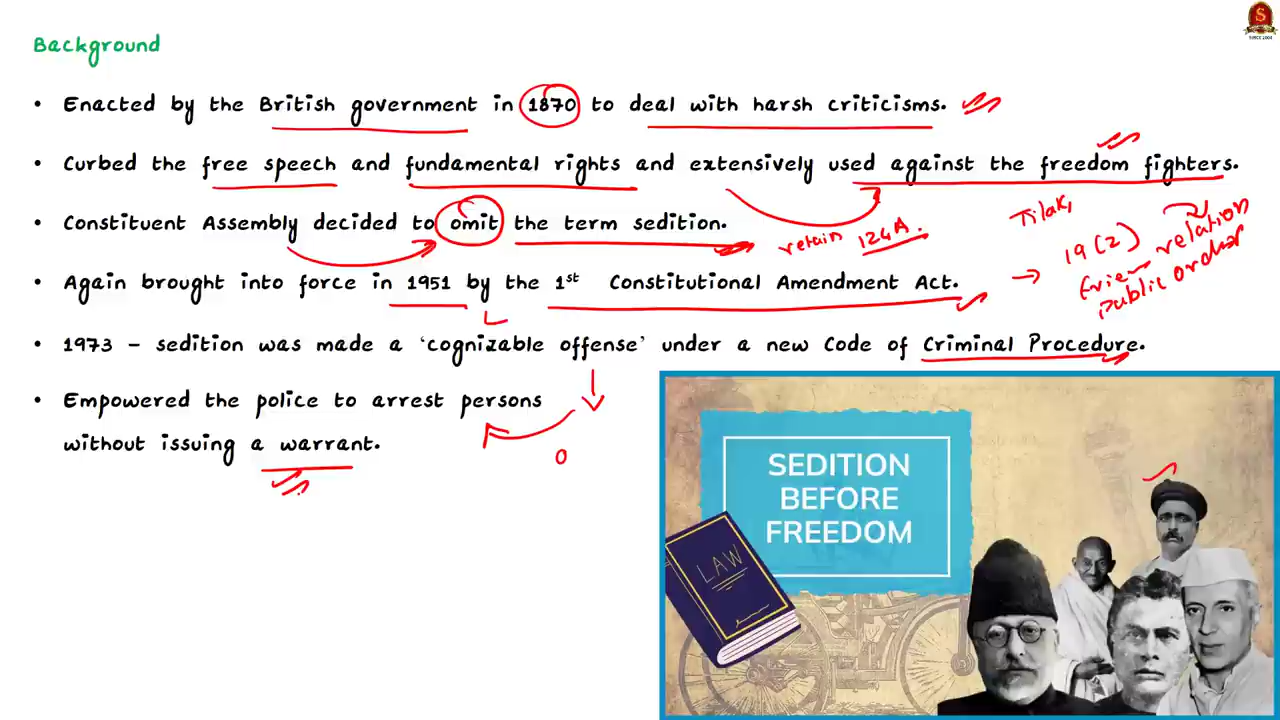 Background
• Enacted by the British government in 1870 to deal with harsh criticisms.
• Curbed the free speech and fundamental rights and extensively used against the freedom fighters.
• Constituent Assembly decided to omit the term sedition.
retain 124A.
Tilak,
19(2)
relation
public order
• Again brought into force in 1951 by the 1st Constitutional Amendment Act.
• 1973 – sedition was made a ‘cognizable offense’ under a new Code of Criminal Procedure.
• Empowered the police to arrest persons
without issuing a warrant.
SEDITION
BEFORE
FREEDOM
LAW
S
SINCE 2004